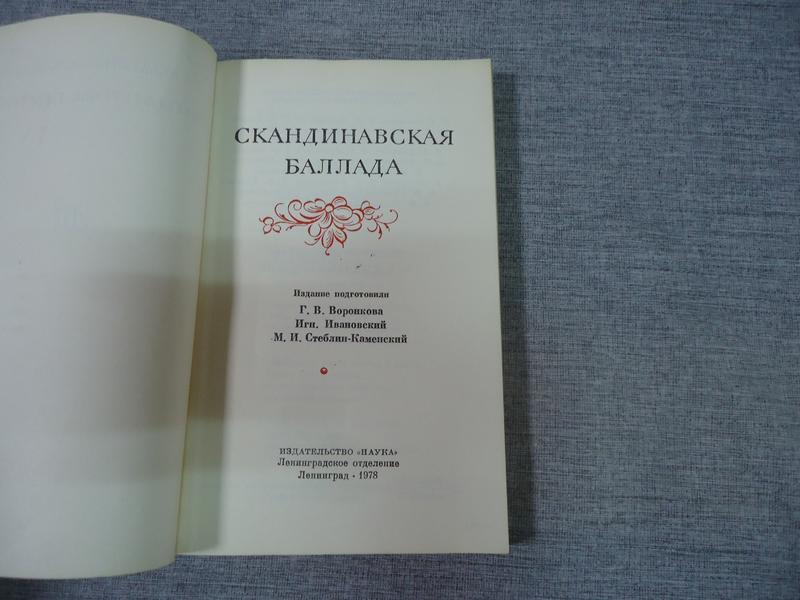 СКАНДИНАВСКАЯ
БАЛЛАДА
Издание подготовили
Г. В. Воронкова
Игн. Ивановский
М. И. Стеблин-Каменский
ИЗДАТЕЛЬСТВО «НАУКА»
Ленинградское отделение
Ленинград · 1978